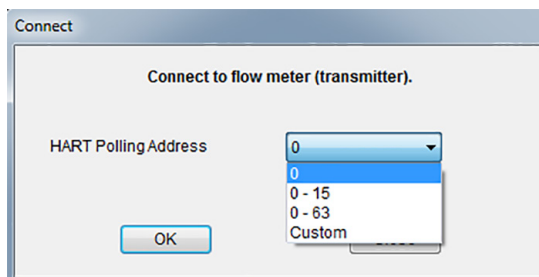 Connect
Connect to flow meter (transmitter).
HART Polling Address
0
0
0 - 15
0 - 63
Custom
OK